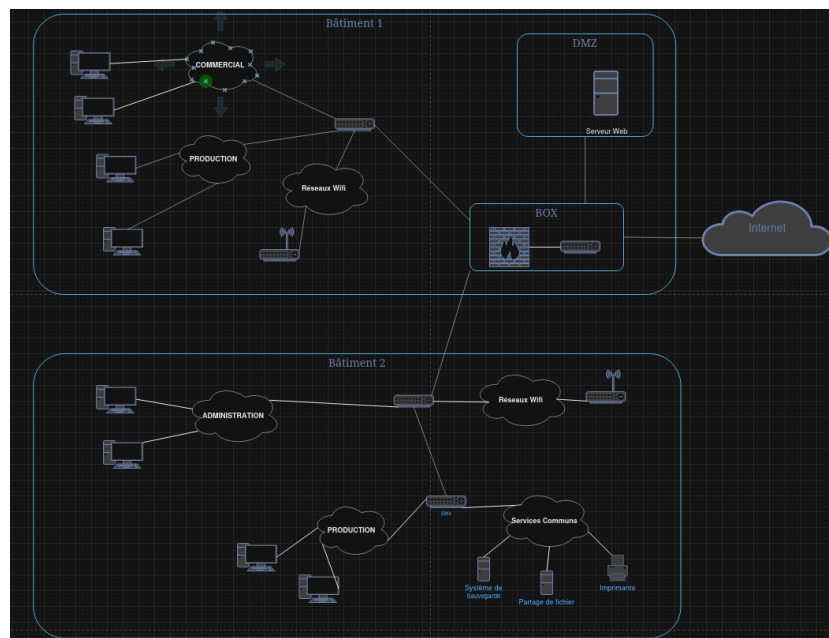 Bâtiment 1
DMZ
COMMERCIAL
Serveur Web
PRODUCTION
Réseaux Wifi
BOX
Internet
Bâtiment 2
Réseaux Wifi
ADMINISTRATION
PRODUCTION
Services Communs
Système de
Sauvegarde
Partage de fichier
Imprimante